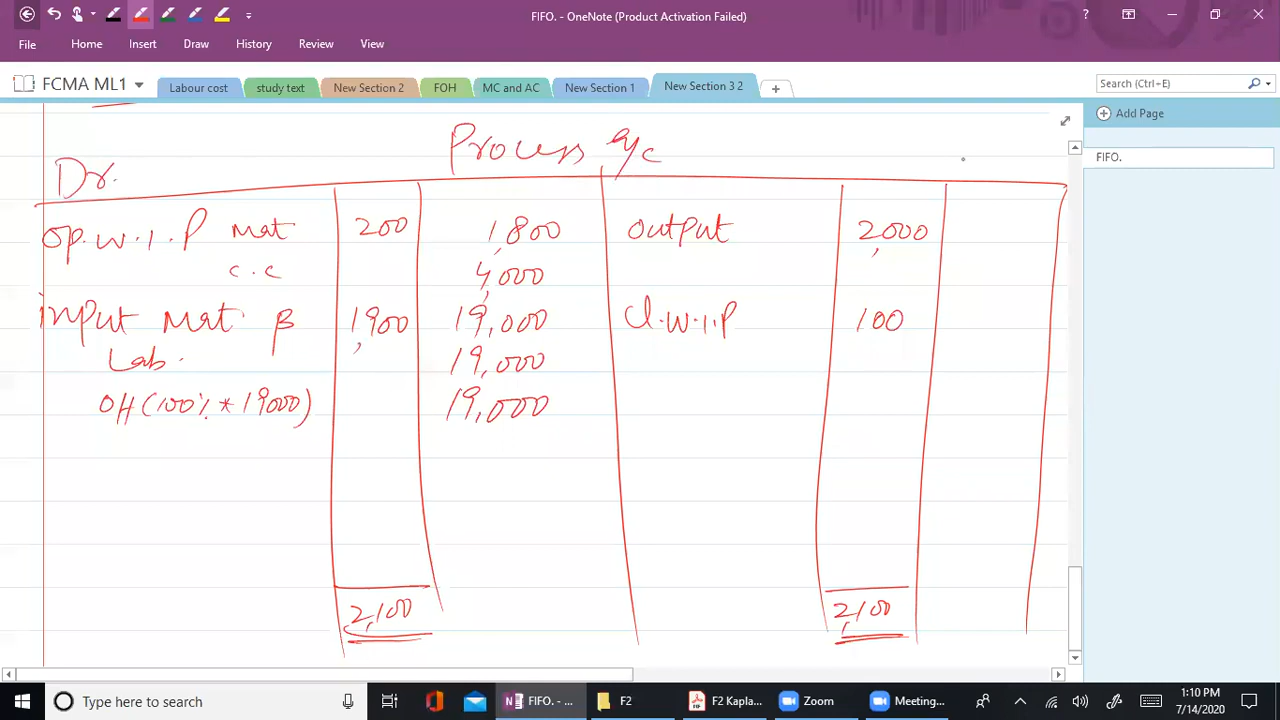 FIFO. - OneNote (Product Activation Failed)
?
File Home Insert Draw History Review View
FCMA ML1
Labour cost study text New Section 2 FOH MC and AC New Section 1 New Section 3 2
Search (Ctrl+E)
Add Page
FIFO.
Process a/c
Dr.
Op. w.i.P Mat 200 1,800 Output 2,000
c.c 4,000
input Mat. B 1,900 19,000 Cl.w.i.P 100
Lab. 19,000
OH (100% * 19000) 19,000
2,100 2,100
Type here to search
FIFO. - ...
F2
F2 Kapla...
Zoom
Meeting...
1:10 PM
7/14/2020